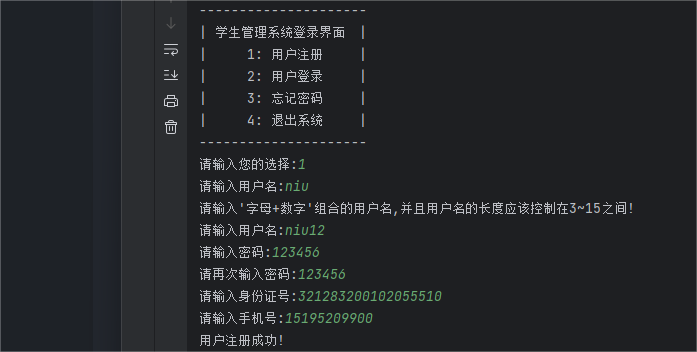 ---------------------
| 学生管理系统登录界面 |
| 1: 用户注册 |
| 2: 用户登录 |
| 3: 忘记密码 |
| 4: 退出系统 |
---------------------
请输入您的选择:1
请输入用户名:niu
请输入'字母+数字'组合的用户名,并且用户名的长度应该控制在3~15之间!
请输入用户名:niu12
请输入密码:123456
请再次输入密码:123456
请输入身份证号:321283200102055510
请输入手机号:15195209900
用户注册成功!